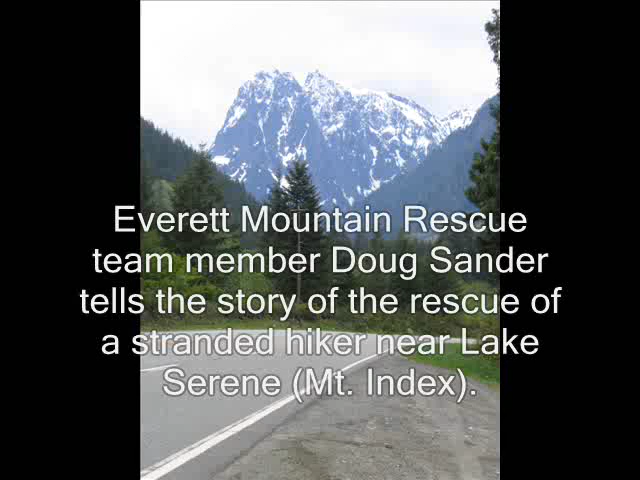 Everett Mountain Rescue
team member Doug Sander
tells the story of the rescue of
a stranded hiker near Lake
Serene (Mt. Index).